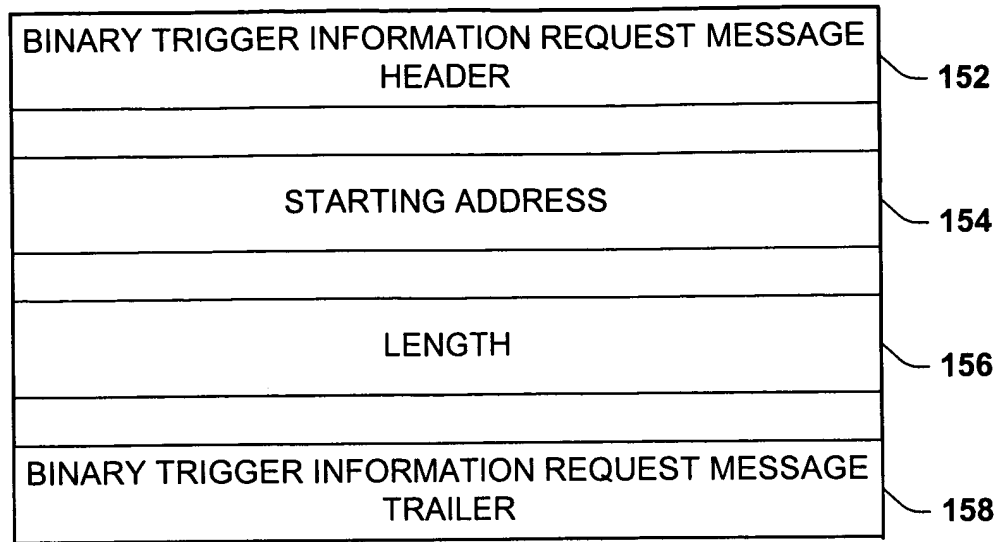 BINARY TRIGGER INFORMATION REQUEST MESSAGE
HEADER
152
STARTING ADDRESS
154
LENGTH
156
BINARY TRIGGER INFORMATION REQUEST MESSAGE
TRAILER
158